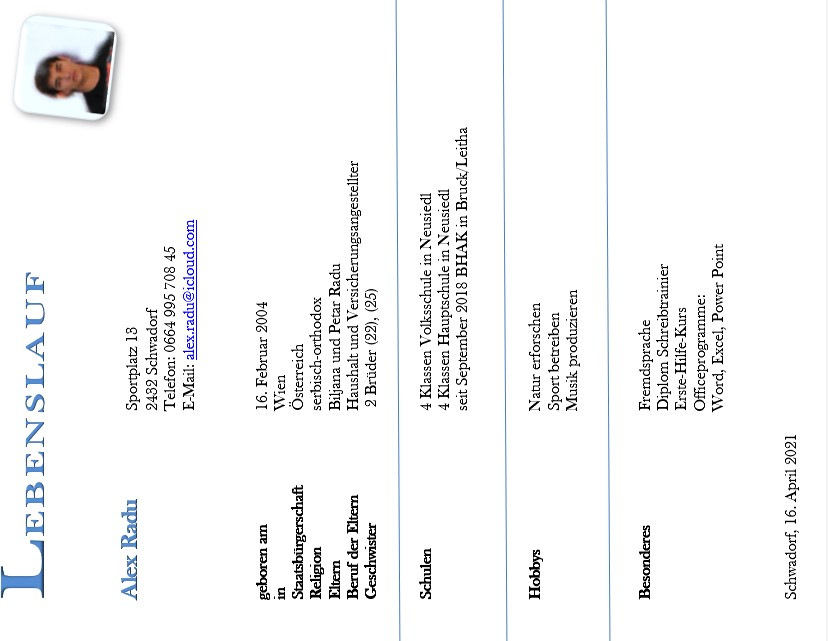 LEBENSLAUF
Alex Radu
Sportplatz 13
2432 Schwadorf
Telefon: 0664 995 708 45
E-Mail: alex.radu@icloud.com
geboren am 16. Februar 2004
in Wien
Staatsbürgerschaft Österreich
Religion serbisch-orthodox
Eltern Biljana und Petar Radu
Beruf der Eltern Haushalt und Versicherungsangestellter
Geschwister 2 Brüder (22), (25)
Schulen 4 Klassen Volksschule in Neusiedl
4 Klassen Hauptschule in Neusiedl
seit September 2018 BHAK in Bruck/Leitha
Hobbys Natur erforschen
Sport betreiben
Musik produzieren
Besonderes Fremdsprache
Diplom Schreibtrainier
Erste-Hilfe-Kurs
Officeprogramme:
Word, Excel, Power Point
Schwadorf, 16. April 2021